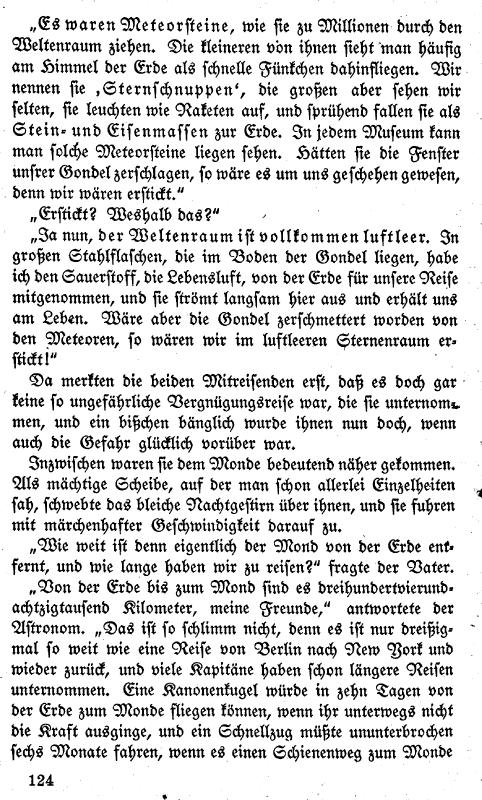 „Es waren Meteorsteine, wie sie zu Millionen durch den
Weltenraum ziehen. Die kleineren von ihnen sieht man häufig
am Himmel der Erde als schnelle Fünkchen dahinfliegen. Wir
nennen sie ‚Sternschnuppen‘, die großen aber sehen wir
selten, sie leuchten wie Raketen auf, und sprühend fallen sie als
Stein- und Eisenmassen zur Erde. In jedem Museum kann
man solche Meteorsteine liegen sehen. Hätten sie die Fenster
unsrer Gondel zerschlagen, so wäre es um uns geschehen gewesen,
denn wir wären erstickt.“
„Erstickt? Weshalb das?“
„Ja nun, der Weltenraum ist vollkommen luftleer. In
großen Stahlflaschen, die im Boden der Gondel liegen, habe
ich den Sauerstoff, die Lebensluft, von der Erde für unsere Reise
mitgenommen, und sie strömt langsam hier aus und erhält uns
am Leben. Wäre aber die Gondel zerschmettert worden von
den Meteoren, so wären wir im luftleeren Sternenraum er-
stickt!“
Da merkten die beiden Mitreisenden erst, daß es doch gar
keine so ungefährliche Vergnügungsreise war, die sie unternom-
men, und ein bißchen bänglich wurde ihnen nun doch, wenn
auch die Gefahr glücklich vorüber war.
Inzwischen waren sie dem Monde bedeutend näher gekommen.
Als mächtige Scheibe, auf der man schon allerlei Einzelheiten
sah, schwebte das bleiche Nachtgestirn über ihnen, und sie fuhren
mit märchenhafter Geschwindigkeit darauf zu.
„Wie weit ist denn eigentlich der Mond von der Erde ent-
fernt, und wie lange haben wir zu reisen?“ fragte der Vater.
„Von der Erde bis zum Mond sind es dreihundertvierund-
achtzigtausend Kilometer, meine Freunde,“ antwortete der
Astronom. „Das ist so schlimm nicht, denn es ist nur dreißig-
mal so weit wie eine Reise von Berlin nach New York und
wieder zurück, und viele Kapitäne haben schon längere Reisen
unternommen. Eine Kanonenkugel würde in zehn Tagen von
der Erde zum Monde fliegen können, wenn ihr unterwegs nicht
die Kraft ausginge, und ein Schnellzug müßte ununterbrochen
sechs Monate fahren, wenn es einen Schienenweg zum Monde
124